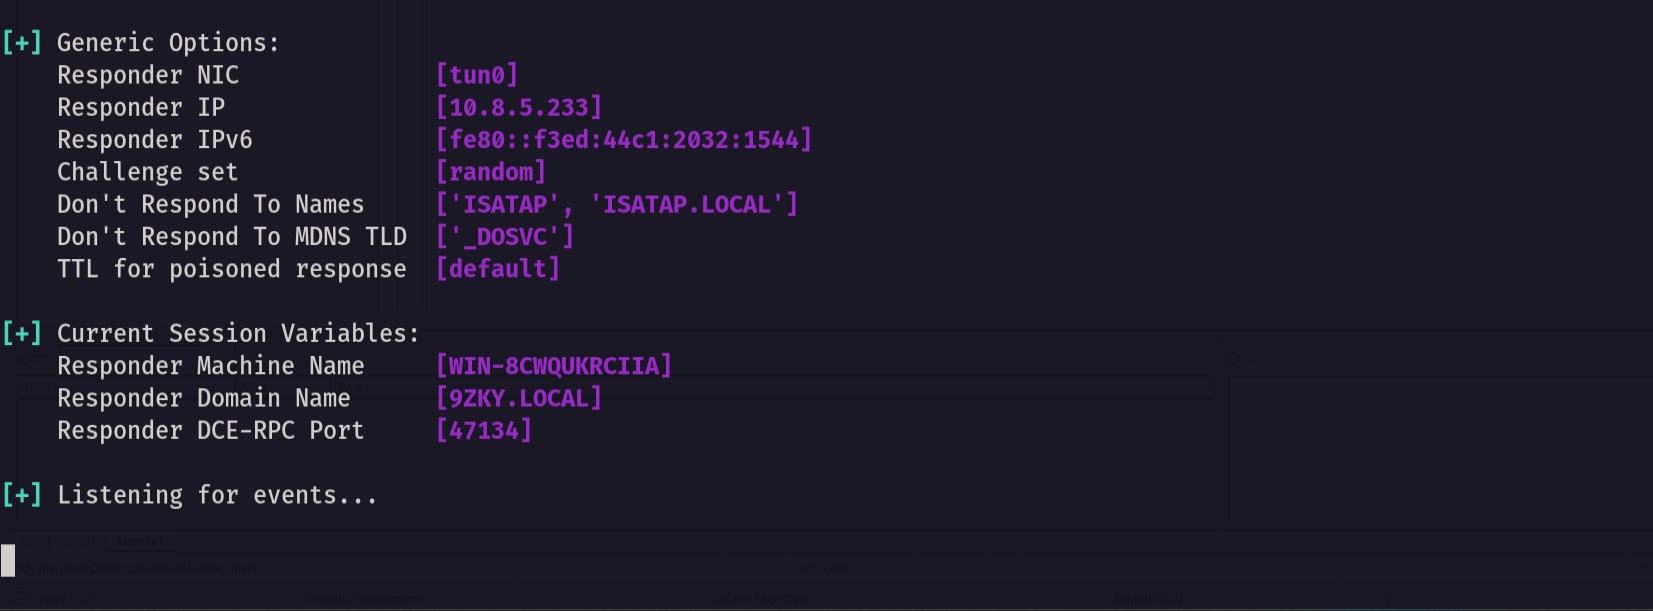 [+] Generic Options:
Responder NIC [tun0]
Responder IP [10.8.5.233]
Responder IPv6 [fe80::f3ed:44c1:2032:1544]
Challenge set [random]
Don't Respond To Names ['ISATAP', 'ISATAP.LOCAL']
Don't Respond To MDNS TLD ['_DOSVC']
TTL for poisoned response [default]
[+] Current Session Variables:
Responder Machine Name [WIN-8CWQUKRCIIA]
Responder Domain Name [9ZKY.LOCAL]
Responder DCE-RPC Port [47134]
[+] Listening for events...